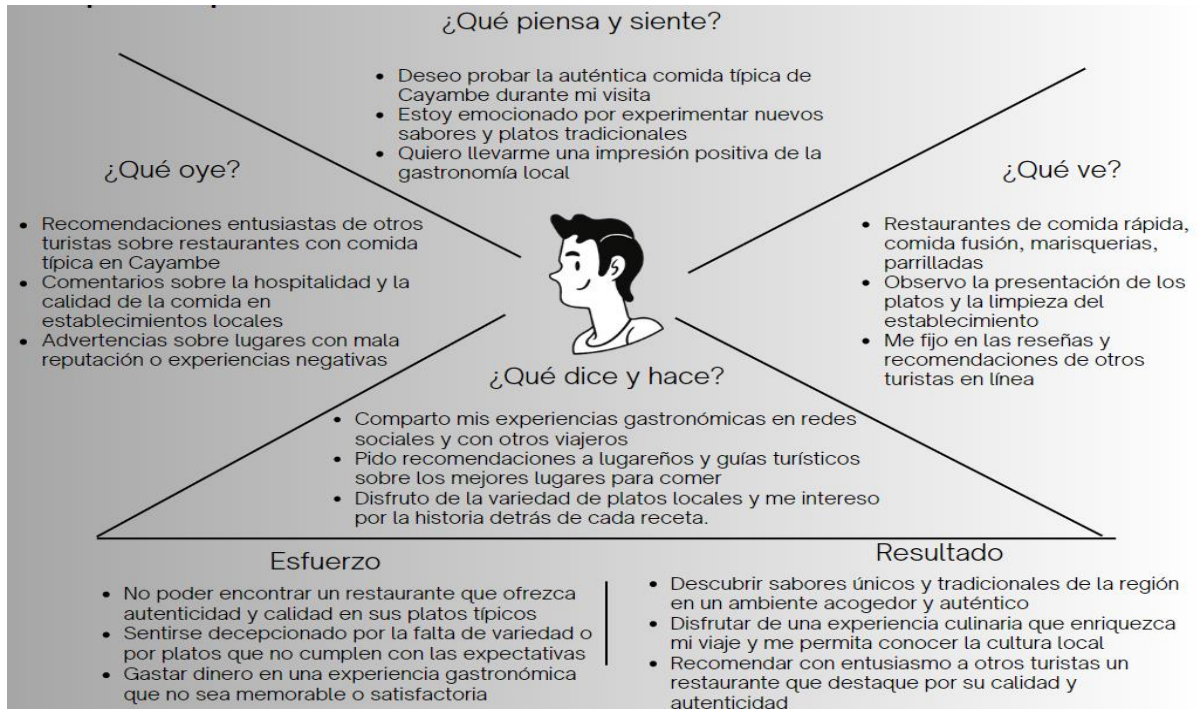 ¿Qué piensa y siente?
• Deseo probar la auténtica comida típica de
Cayambe durante mi visita
• Estoy emocionado por experimentar nuevos
sabores y platos tradicionales
• Quiero llevarme una impresión positiva de la
gastronomía local
¿Qué oye?
• Recomendaciones entusiastas de otros
turistas sobre restaurantes con comida
típica en Cayambe
• Comentarios sobre la hospitalidad y la
calidad de la comida en
establecimientos locales
• Advertencias sobre lugares con mala
reputación o experiencias negativas
¿Qué ve?
• Restaurantes de comida rápida,
comida fusión, marisquerias,
parrilladas
• Observo la presentación de los
platos y la limpieza del
establecimiento
• Me fijo en las reseñas y
recomendaciones de otros
turistas en línea
¿Qué dice y hace?
• Comparto mis experiencias gastronómicas en redes
sociales y con otros viajeros
• Pido recomendaciones a lugareños y guías turísticos
sobre los mejores lugares para comer
• Disfruto de la variedad de platos locales y me intereso
por la historia detrás de cada receta.
Esfuerzo
• No poder encontrar un restaurante que ofrezca
autenticidad y calidad en sus platos típicos
• Sentirse decepcionado por la falta de variedad o
por platos que no cumplen con las expectativas
• Gastar dinero en una experiencia gastronómica
que no sea memorable o satisfactoria
Resultado
• Descubrir sabores únicos y tradicionales de la región
en un ambiente acogedor y auténtico
• Disfrutar de una experiencia culinaria que enriquezca
mi viaje y me permita conocer la cultura local
• Recomendar con entusiasmo a otros turistas un
restaurante que destaque por su calidad y
autenticidad